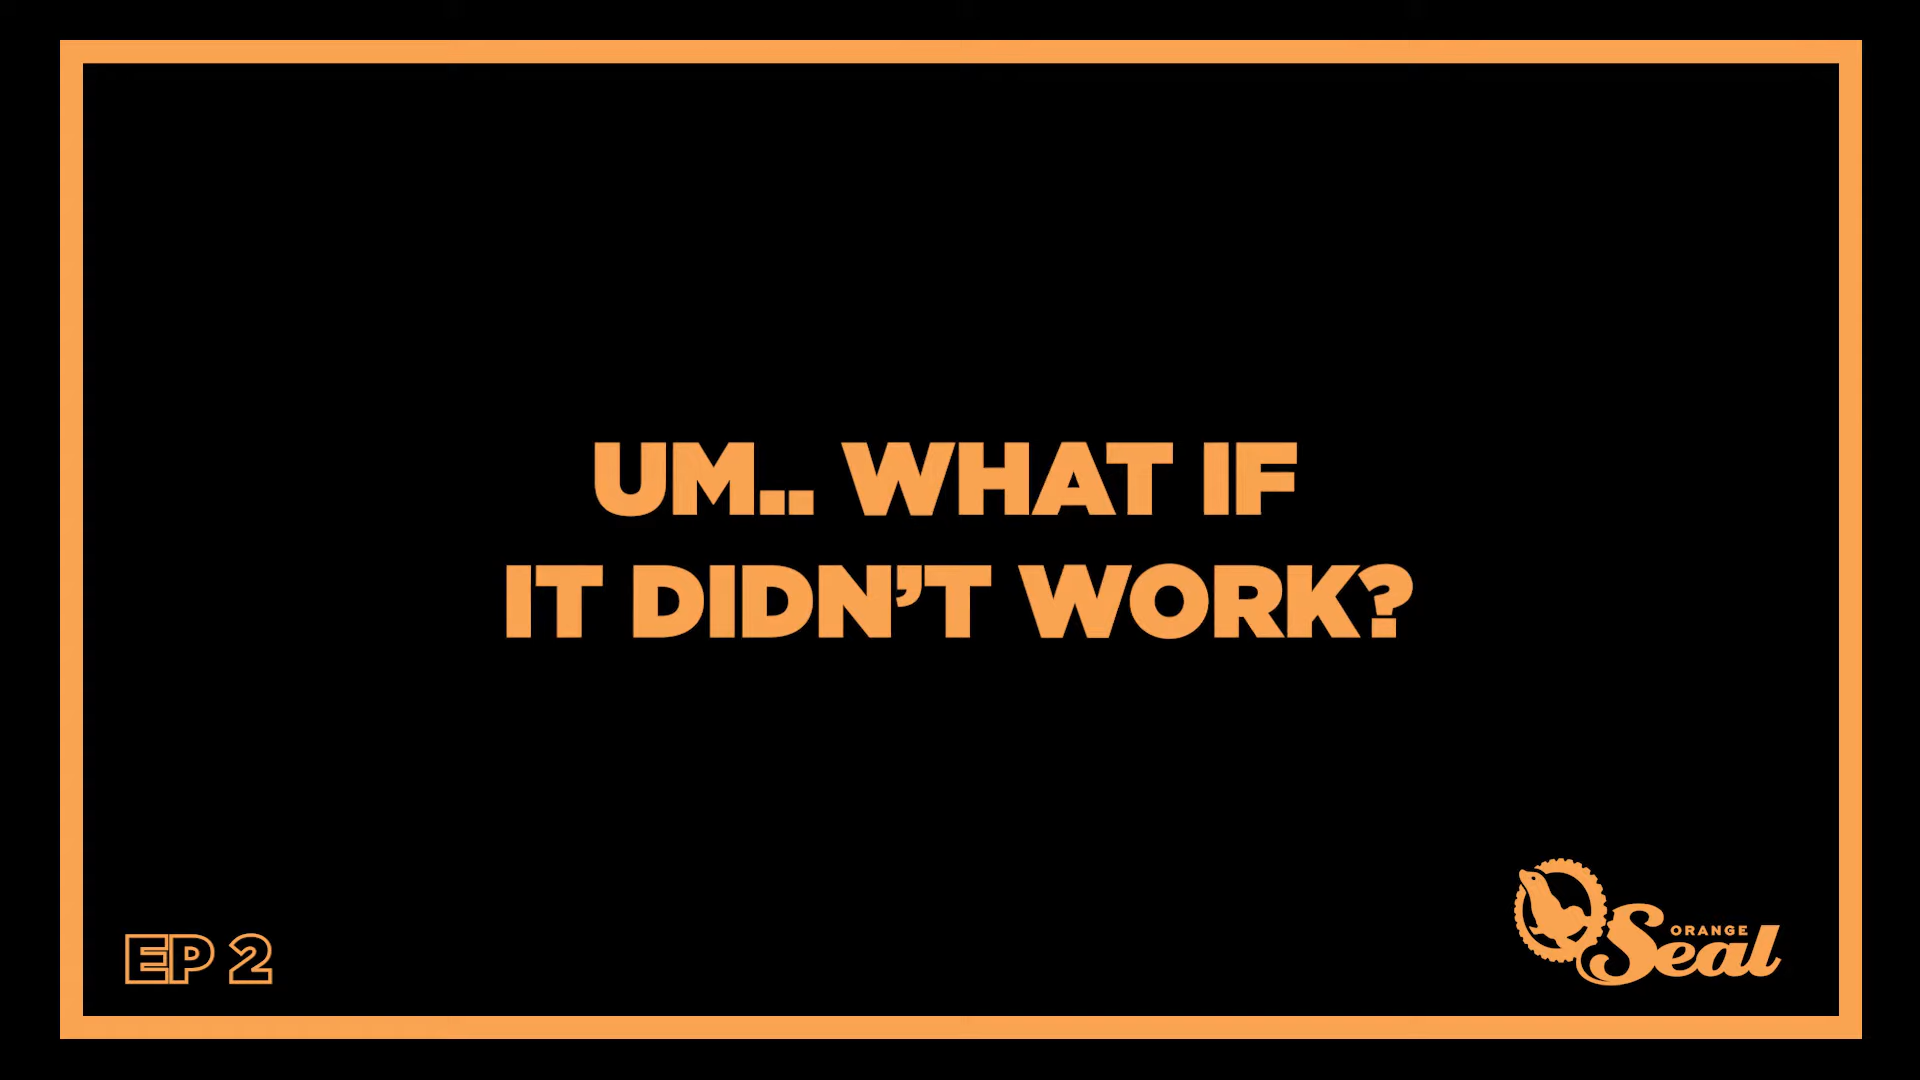 UM.. WHAT IF
IT DIDN’T WORK?
EP 2
ORANGE
Seal